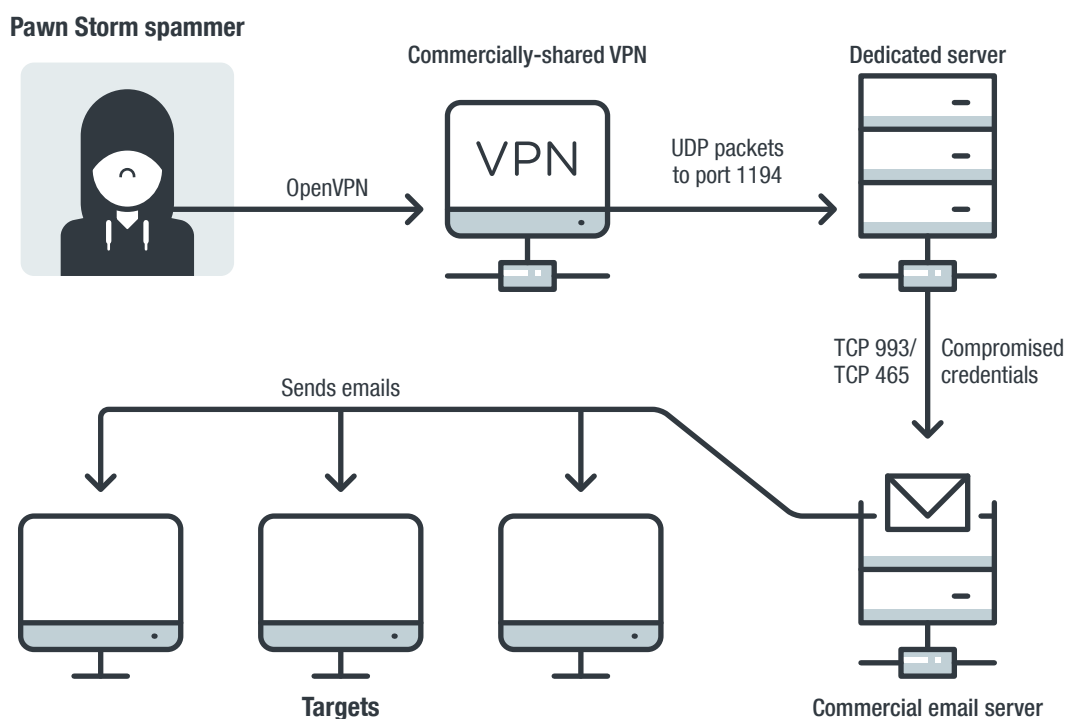 Pawn Storm spammer
Commercially-shared VPN
Dedicated server
VPN
OpenVPN
UDP packets
to port 1194
TCP 993/
TCP 465
Compromised
credentials
Sends emails
Targets
Commercial email server